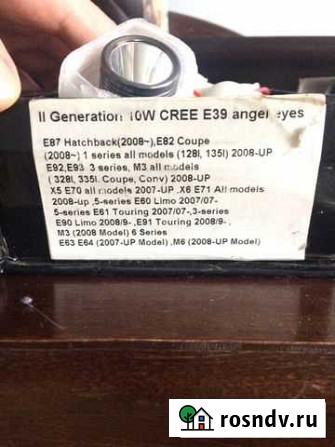 II Generation 10W CREE E39 angel eyes
E87 Hatchback(2008~),E82 Coupe
(2008~) 1 series all models (128I, 135I) 2008-UP
E92,E93 3 series, M3 all models
( 328I, 335I. Coupe, Conv) 2008-UP
X5 E70 all models 2007-UP ,X6 E71 All models
2008-up ,5-series E60 Limo 2007/07-
5-series E61 Touring 2007/07-,3-series
E90 Limo 2008/9- ,E91 Touring 2008/9-,
M3 (2008 Model) 6 Series
E63 E64 (2007-UP Model) ,M6 (2008-UP Model)
rosndv.ru